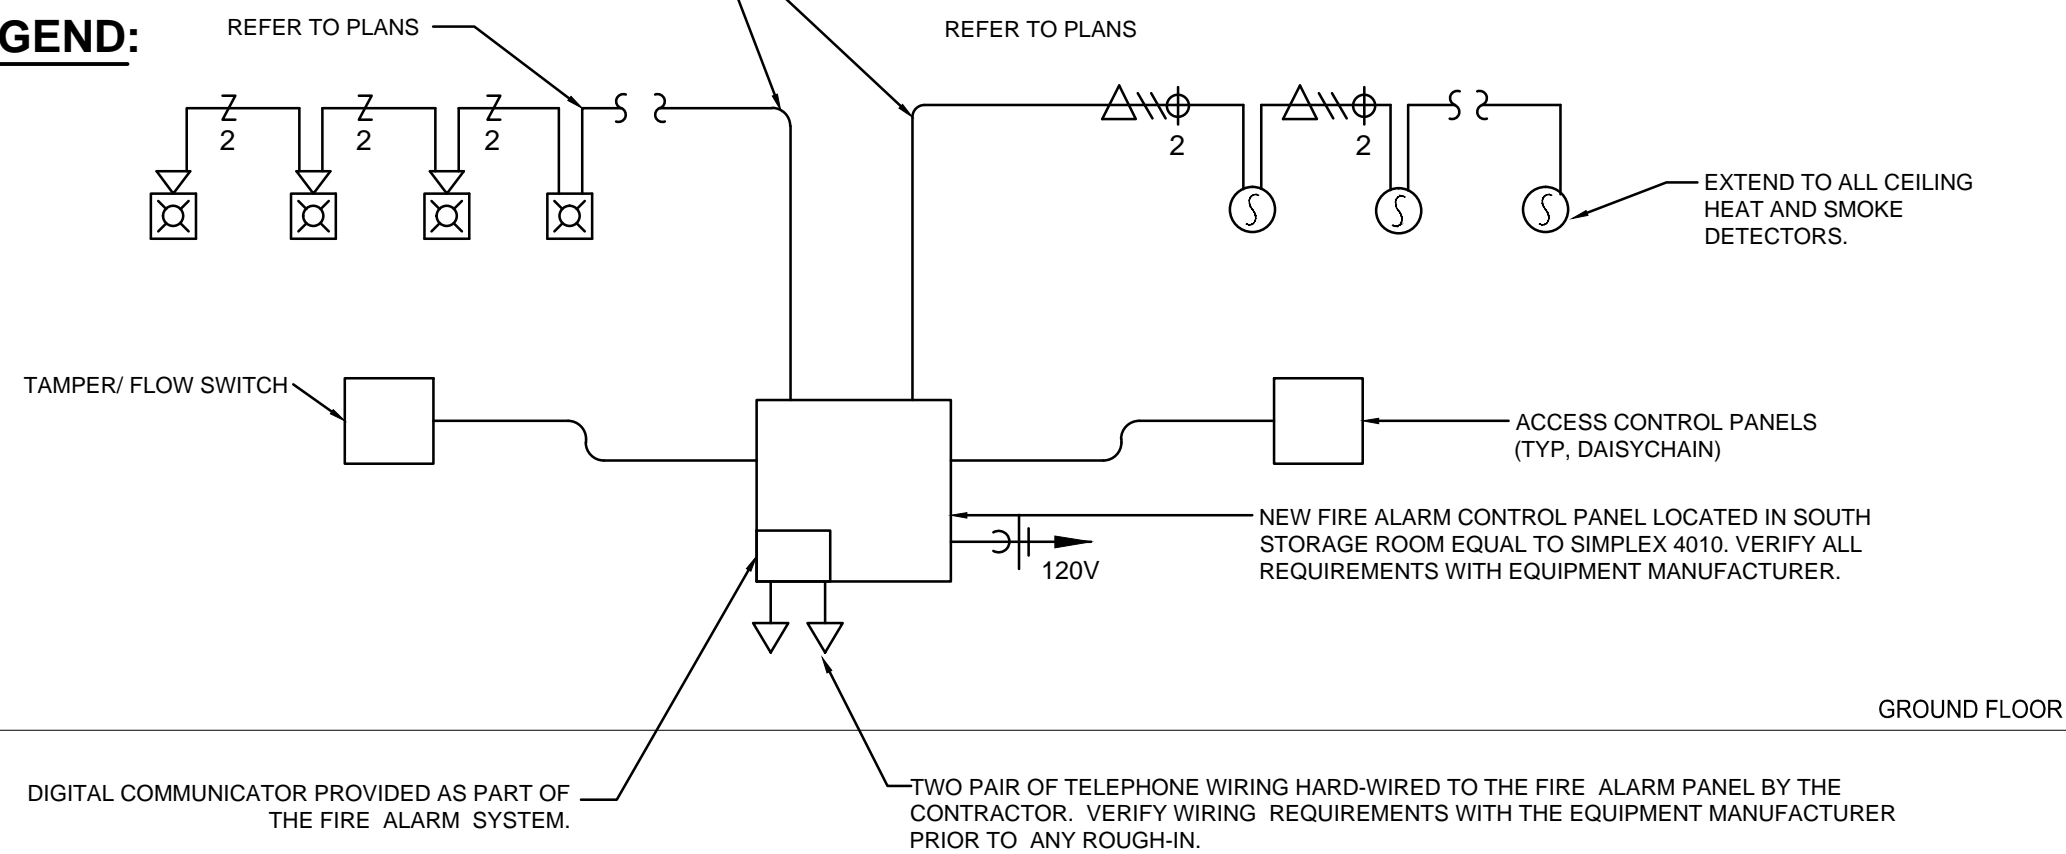 GEND:
REFER TO PLANS
REFER TO PLANS
Z Z Z
2 2 2
2 2
S S S
EXTEND TO ALL CEILING
HEAT AND SMOKE
DETECTORS.
TAMPER/ FLOW SWITCH
ACCESS CONTROL PANELS
(TYP, DAISYCHAIN)
NEW FIRE ALARM CONTROL PANEL LOCATED IN SOUTH
STORAGE ROOM EQUAL TO SIMPLEX 4010. VERIFY ALL
REQUIREMENTS WITH EQUIPMENT MANUFACTURER.
120V
GROUND FLOOR
DIGITAL COMMUNICATOR PROVIDED AS PART OF
THE FIRE ALARM SYSTEM.
TWO PAIR OF TELEPHONE WIRING HARD-WIRED TO THE FIRE ALARM PANEL BY THE
CONTRACTOR. VERIFY WIRING REQUIREMENTS WITH THE EQUIPMENT MANUFACTURER
PRIOR TO ANY ROUGH-IN.